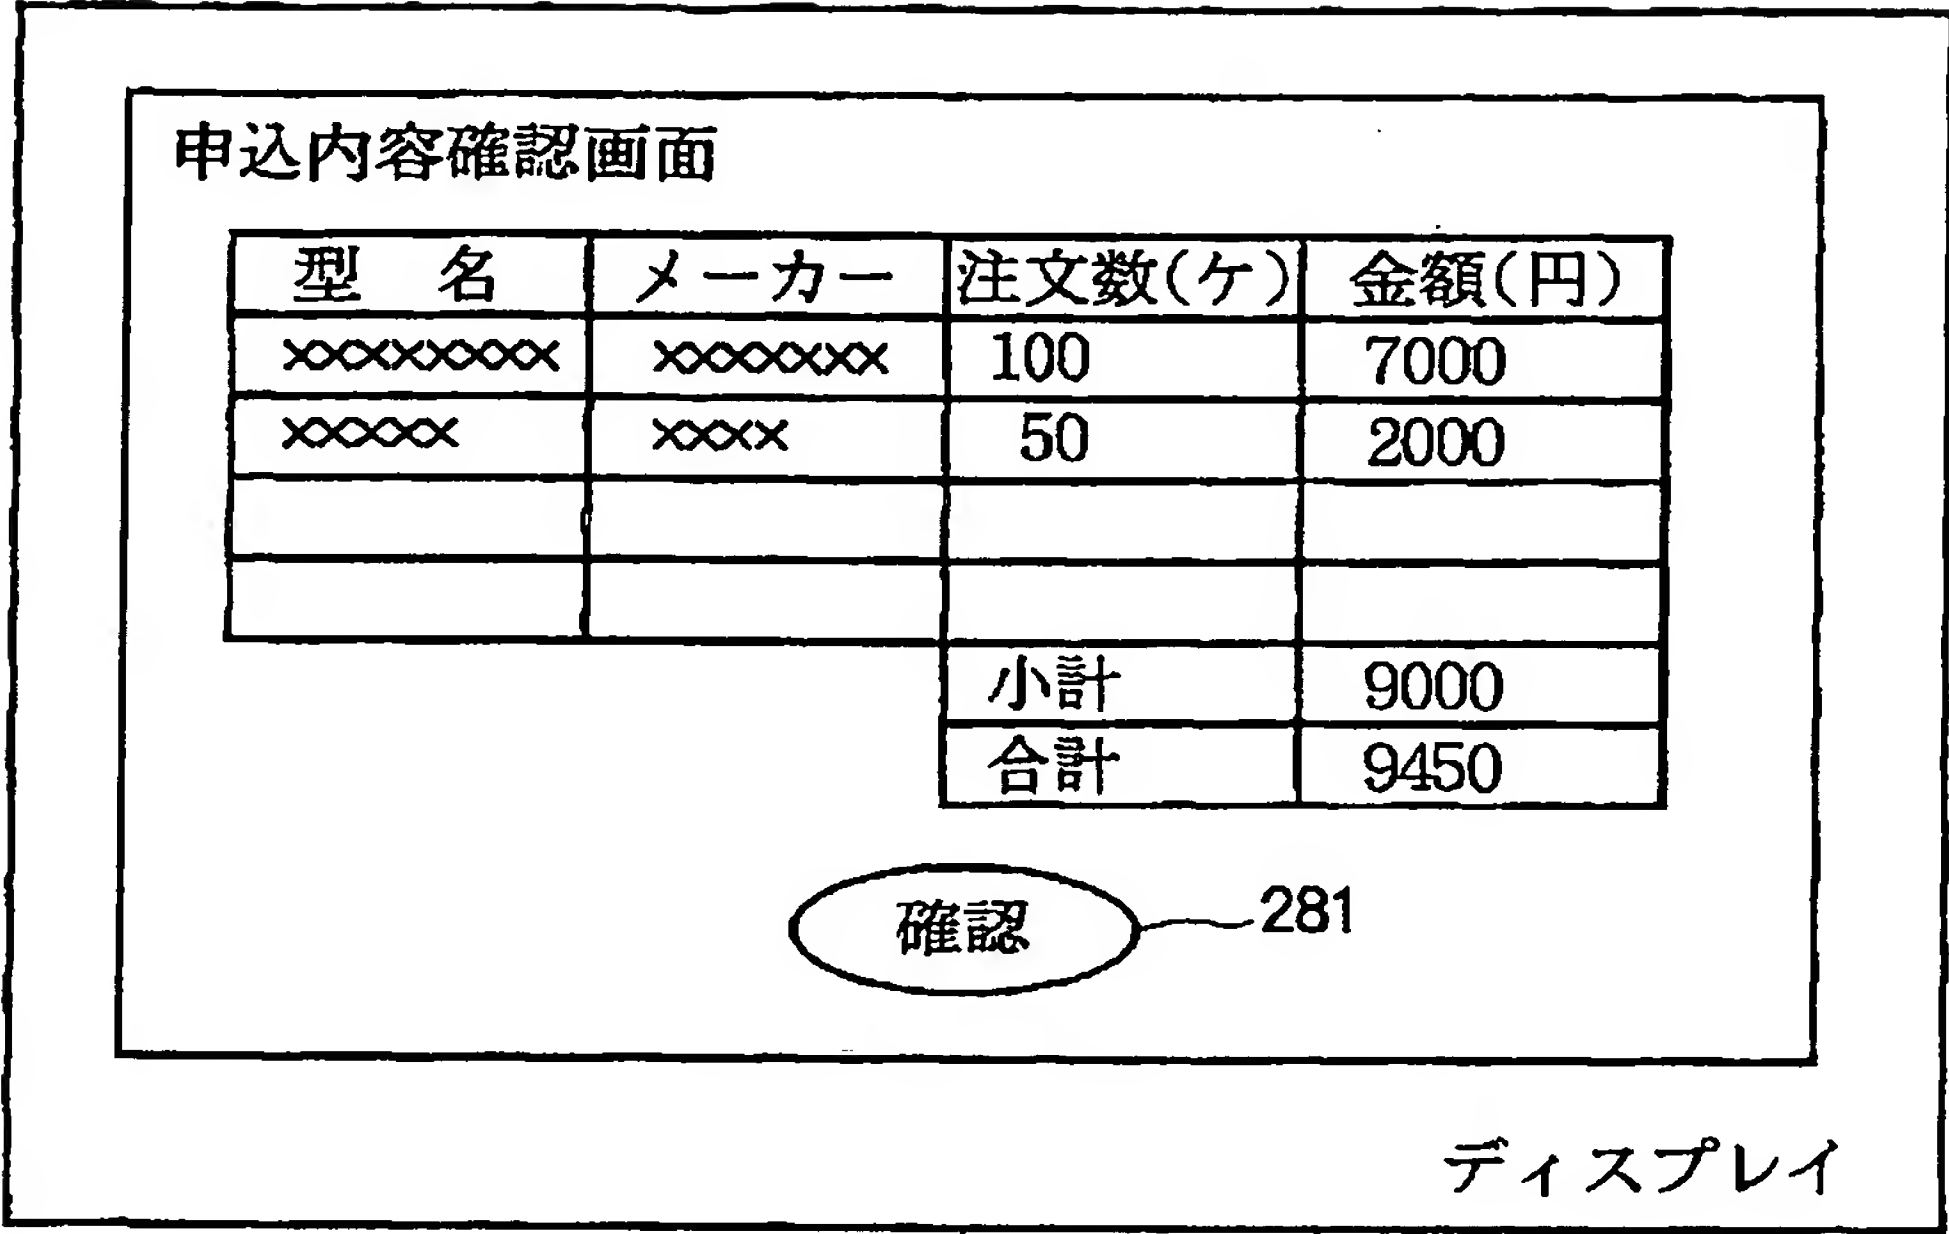 申込内容確認画面
型 名 メーカー 注文数(ケ) 金額(円)
×××××××× ××××××× 100 7000
××××× ×××× 50 2000
小計 9000
合計 9450
確認 281
ディスプレイ